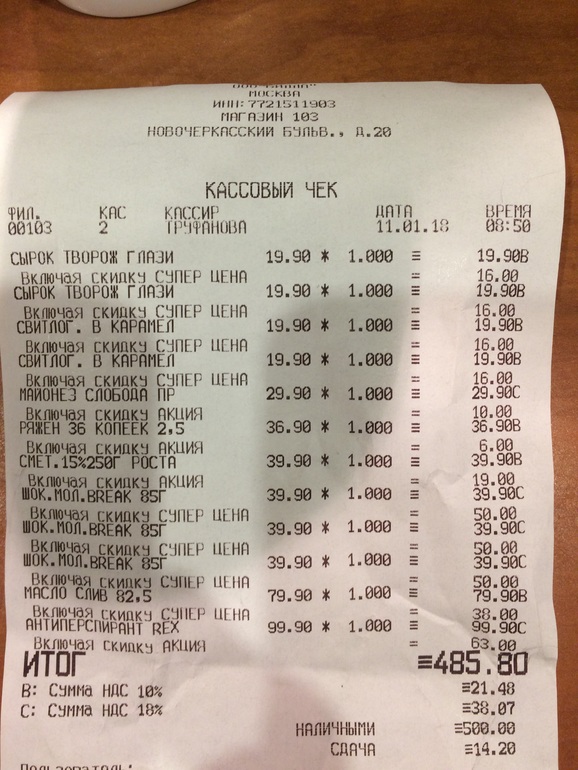 МОСКВА
ИНН:7721511903
МАГАЗИН 103
НОВОЧЕРКАССКИЙ БУЛЬВ., Д.20
КАССОВЫЙ ЧЕК
ФИЛ. КАС КАССИР ДАТА ВРЕМЯ
00103 2 ТРУФАНОВА 11.01.18 08:50
СЫРОК ТВОРОЖ ГЛАЗИ 19.90 * 1.000 ≡ 19.90В
Включая скидку СУПЕР ЦЕНА = 16.00
СЫРОК ТВОРОЖ ГЛАЗИ 19.90 * 1.000 ≡ 19.90В
Включая скидку СУПЕР ЦЕНА = 16.00
СВИТЛОГ. В КАРАМЕЛ 19.90 * 1.000 ≡ 19.90В
Включая скидку СУПЕР ЦЕНА = 16.00
СВИТЛОГ. В КАРАМЕЛ 19.90 * 1.000 ≡ 19.90В
Включая скидку СУПЕР ЦЕНА = 16.00
МАЙОНЕЗ СЛОБОДА ПР 29.90 * 1.000 ≡ 29.90С
Включая скидку АКЦИЯ = 10.00
РЯЖЕН 36 КОПЕЕК 2,5 36.90 * 1.000 ≡ 36.90В
Включая скидку АКЦИЯ = 6.00
СМЕТ.15%250Г РОСТА 39.90 * 1.000 ≡ 39.90В
Включая скидку АКЦИЯ = 19.00
ШОК.МОЛ.BREAK 85Г 39.90 * 1.000 ≡ 39.90С
Включая скидку СУПЕР ЦЕНА = 50.00
ШОК.МОЛ.BREAK 85Г 39.90 * 1.000 ≡ 39.90С
Включая скидку СУПЕР ЦЕНА = 50.00
ШОК.МОЛ.BREAK 85Г 39.90 * 1.000 ≡ 39.90С
Включая скидку СУПЕР ЦЕНА = 50.00
МАСЛО СЛИВ 82,5 79.90 * 1.000 ≡ 79.90В
Включая скидку СУПЕР ЦЕНА = 38.00
АНТИПЕРСПИРАНТ REX 99.90 * 1.000 ≡ 99.90С
Включая скидку АКЦИЯ = 63.00
ИТОГ ≡485.80
В: Сумма НДС 10% ≡21.48
С: Сумма НДС 18% ≡38.07
НАЛИЧНЫМИ ≡500.00
СДАЧА ≡14.20